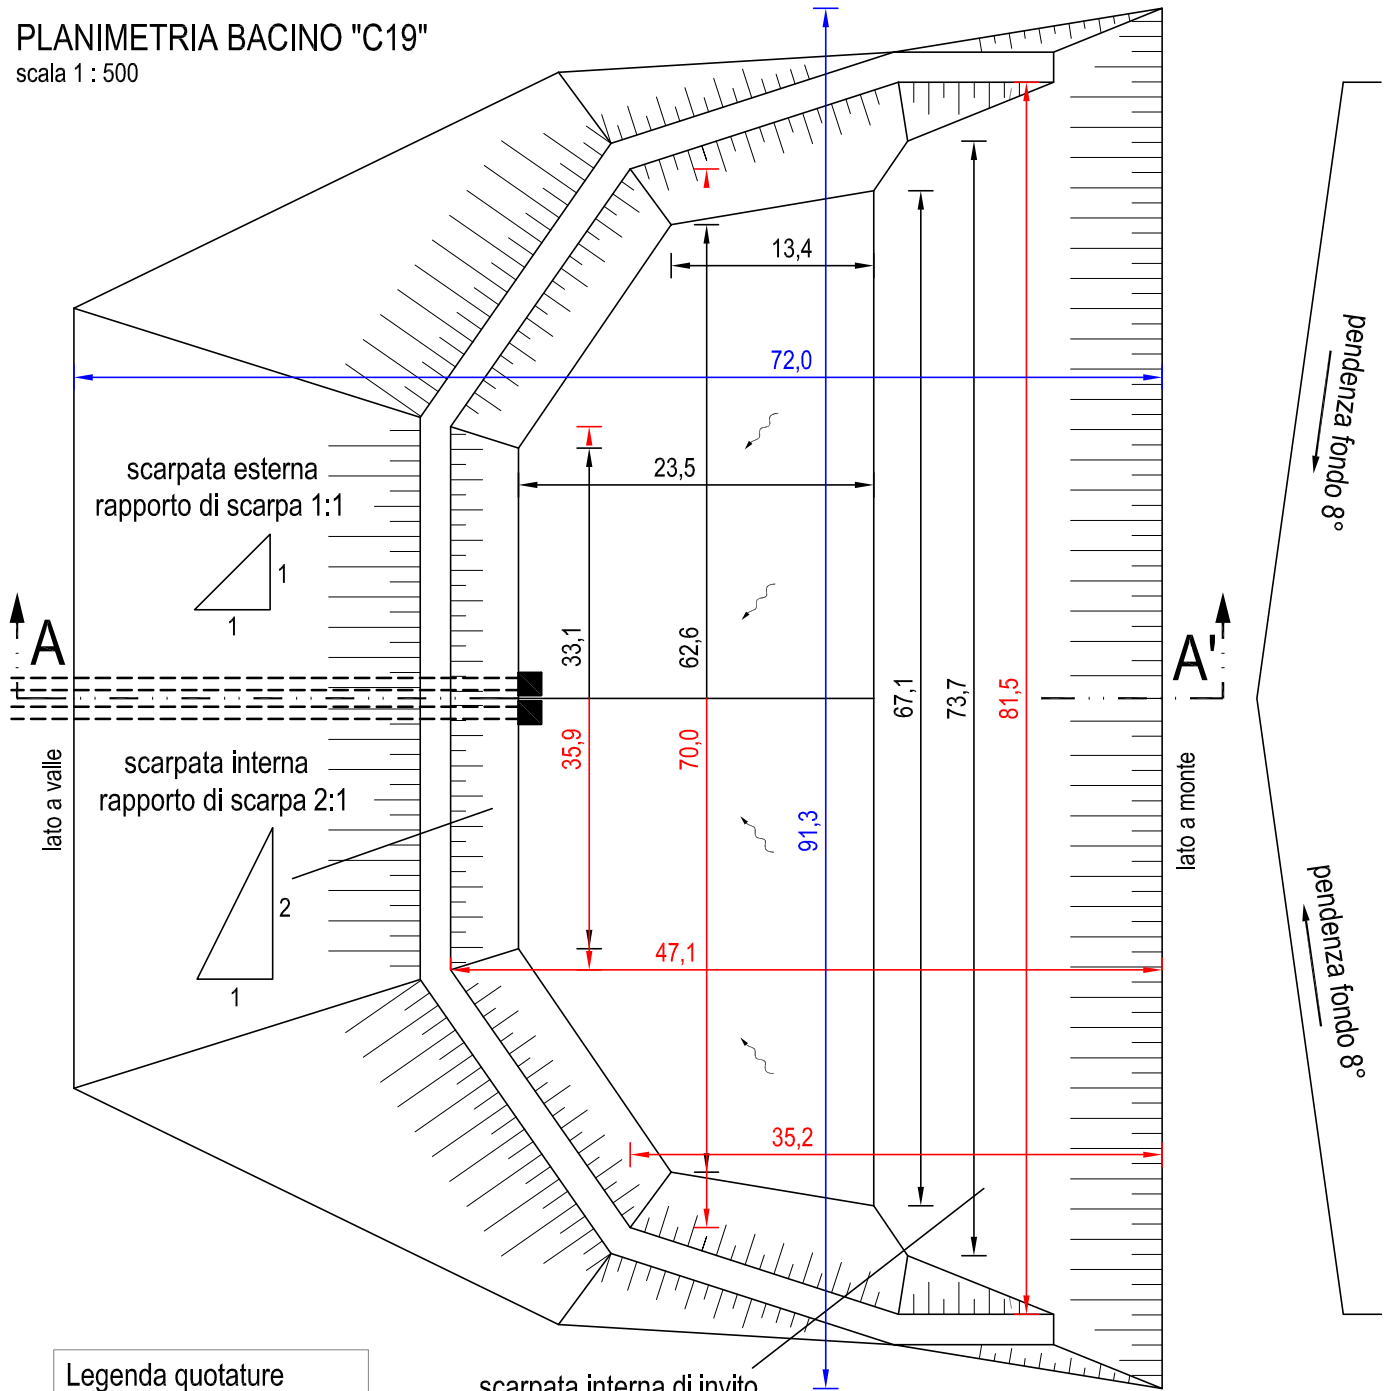 PLANIMETRIA BACINO "C19"
scala 1 : 500
13,4
72,0
pendenza fondo 8°
scarpata esterna
rapporto di scarpa 1:1
23,5
1
1
A
A'
33,1
62,6
67,1
73,7
81,5
35,9
70,0
91,3
lato a valle
lato a monte
scarpata interna
rapporto di scarpa 2:1
2
1
47,1
pendenza fondo 8°
35,2
Legenda quotature
scarpata interna di invito